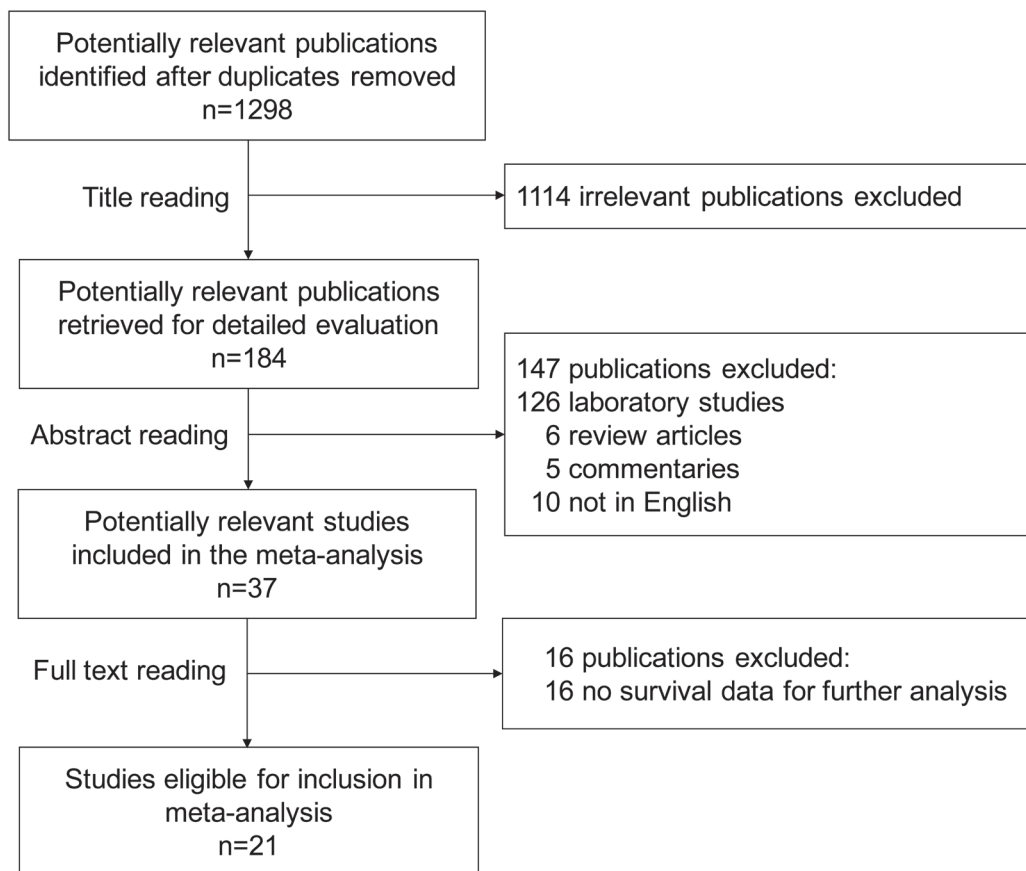 Potentially relevant publications
identified after duplicates removed
n=1298
Title reading
1114 irrelevant publications excluded
Potentially relevant publications
retrieved for detailed evaluation
n=184
Abstract reading
147 publications excluded:
126 laboratory studies
6 review articles
5 commentaries
10 not in English
Potentially relevant studies
included in the meta-analysis
n=37
Full text reading
16 publications excluded:
16 no survival data for further analysis
Studies eligible for inclusion in
meta-analysis
n=21